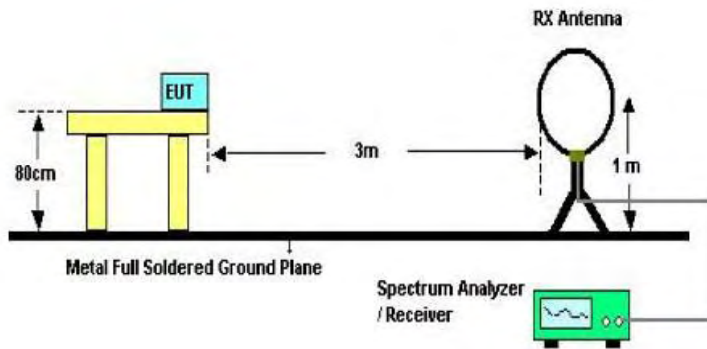 RX Antenna
EUT
3m
80cm
1 m
Metal Full Soldered Ground Plane
Spectrum Analyzer
/ Receiver